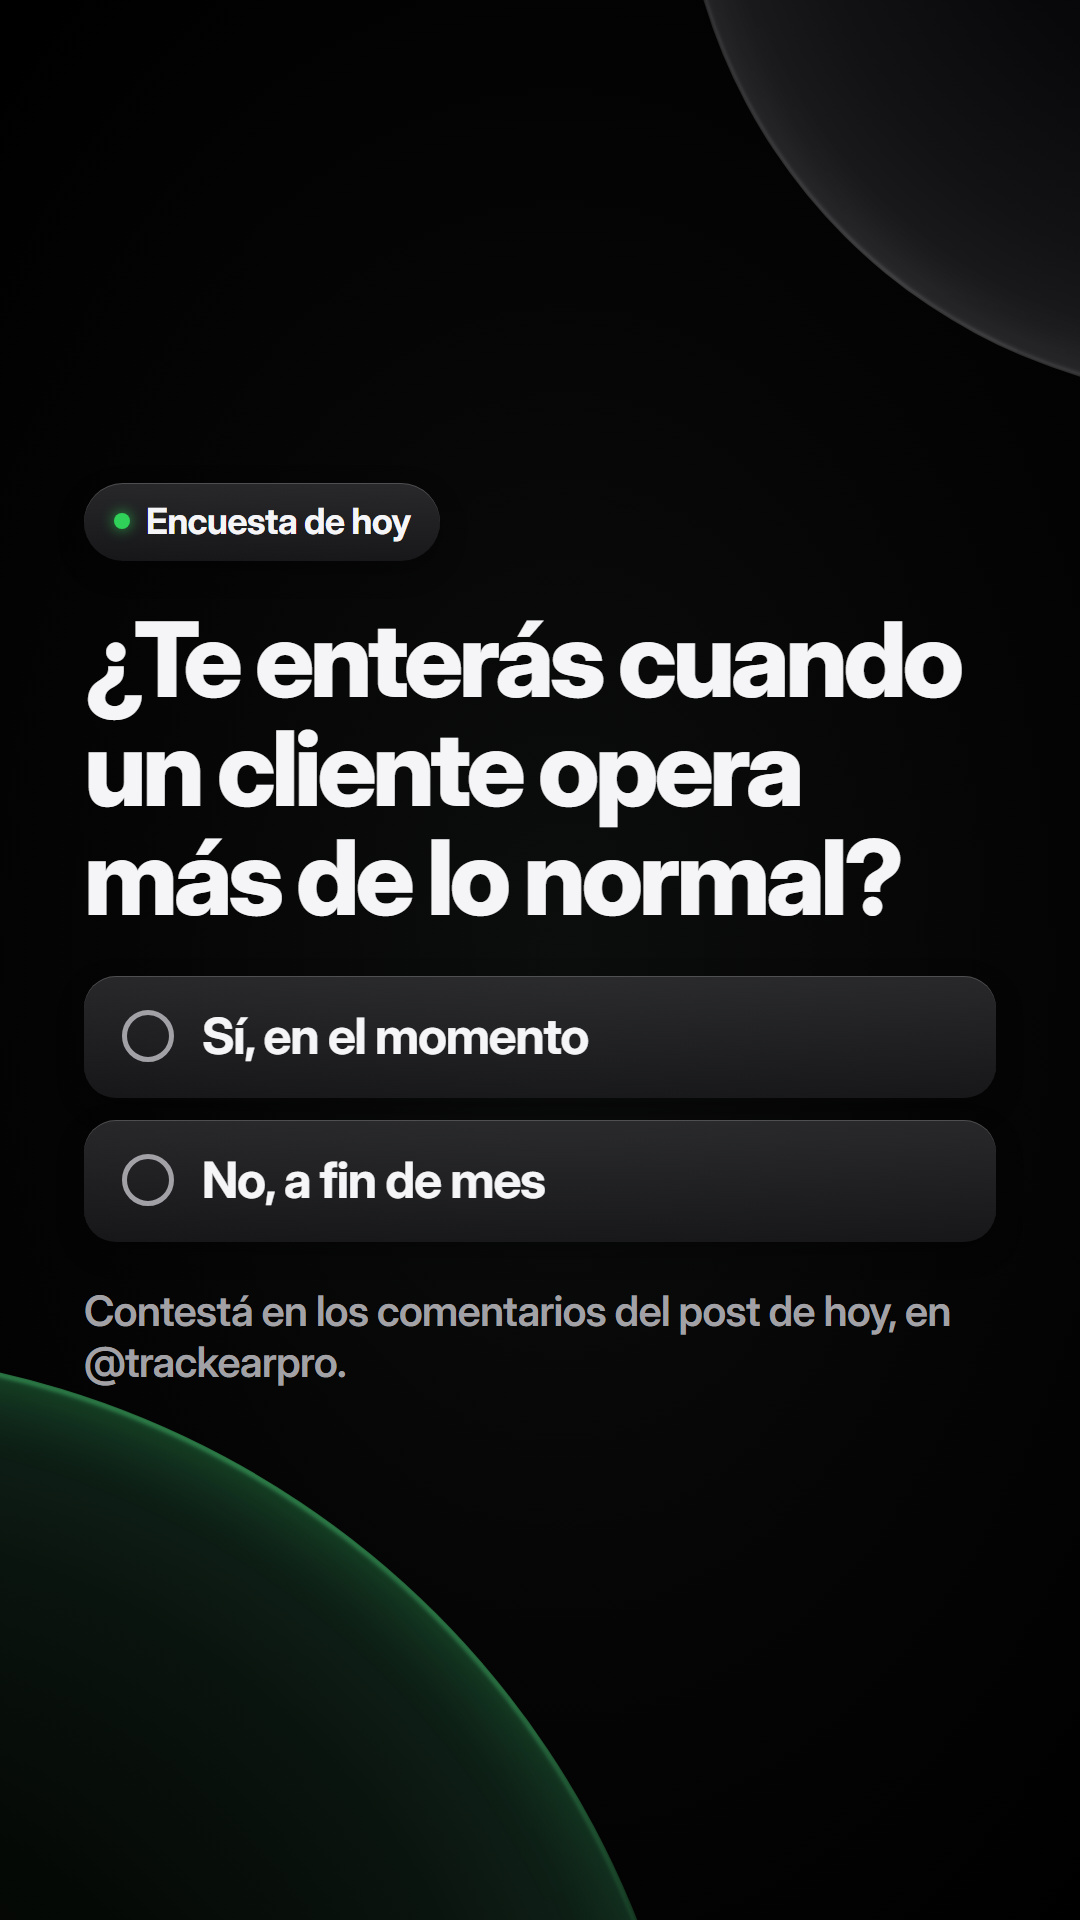 Encuesta de hoy
¿Te enterás cuando
un cliente opera
más de lo normal?
Sí, en el momento
No, a fin de mes
Contestá en los comentarios del post de hoy, en
@trackearpro.